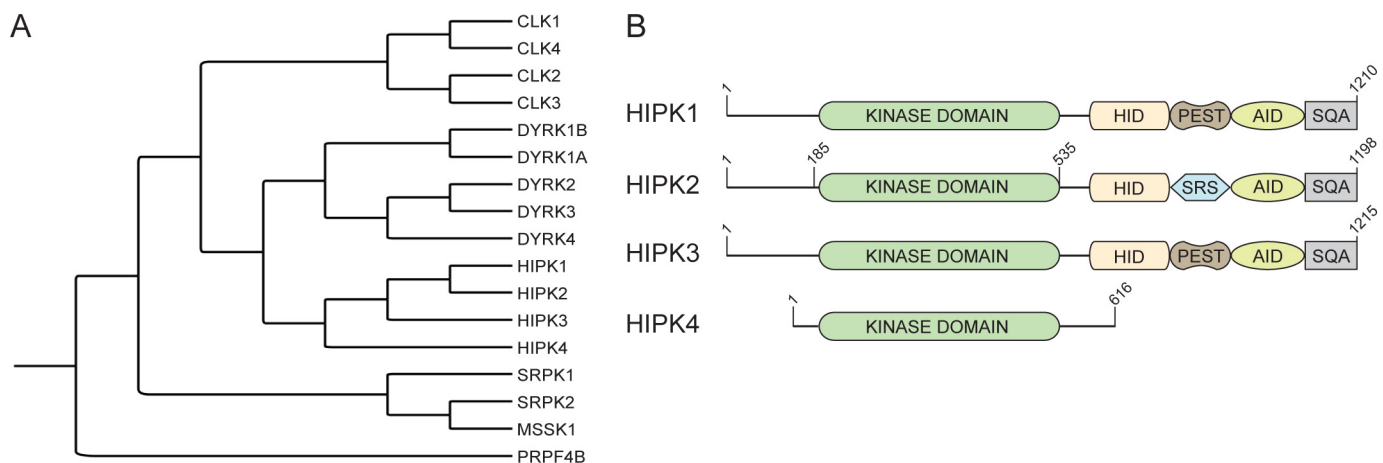 A
CLK1
CLK4
CLK2
CLK3
DYRK1B
DYRK1A
DYRK2
DYRK3
DYRK4
HIPK1
HIPK2
HIPK3
HIPK4
SRPK1
SRPK2
MSSK1
PRPF4B
B
1 1210
HIPK1 KINASE DOMAIN HID PEST AID SQA
1 185 535 1198
HIPK2 KINASE DOMAIN HID SRS AID SQA
1 1215
HIPK3 KINASE DOMAIN HID PEST AID SQA
1 616
HIPK4 KINASE DOMAIN